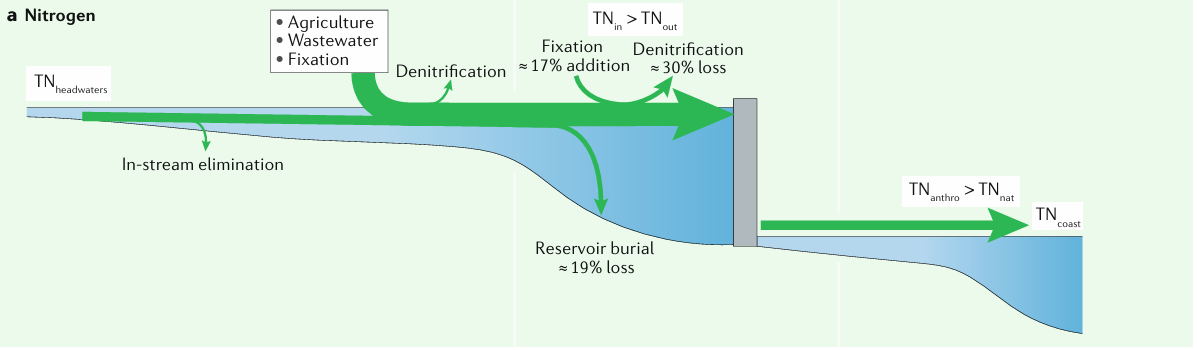 a Nitrogen
• Agriculture
• Wastewater
• Fixation
TNheadwaters
Denitrification
In-stream elimination
TNin > TNout
Fixation
≈ 17% addition
Denitrification
≈ 30% loss
Reservoir burial
≈ 19% loss
TNanthro > TNnat
TNcoast